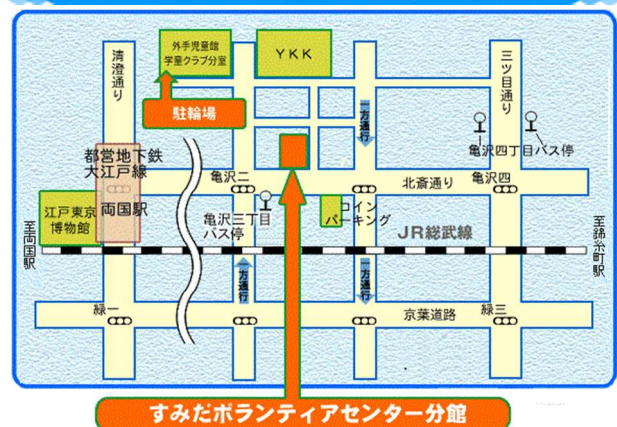 外手児童館
学童クラブ分室
YKK
清澄通り
三ツ目通り
駐輪場
一方通行
亀沢四丁目バス停
都営地下鉄
大江戸線
両国駅
亀沢二
北斎通り
亀沢四
江戸東京
博物館
亀沢三丁目
バス停
コイン
パーキング
JR総武線
至両国駅
至錦糸町駅
一方通行
一方通行
緑一
京葉道路
緑三
すみだボランティアセンター分館